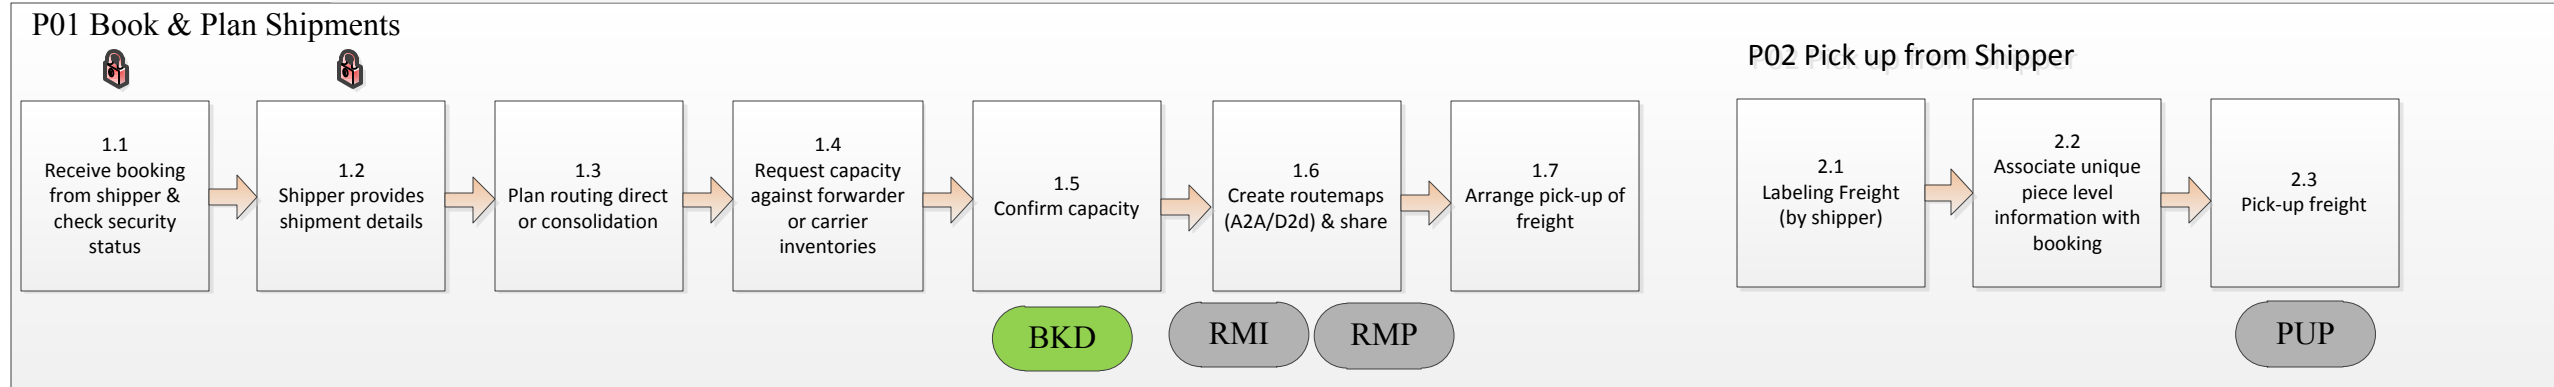 P01 Book & Plan Shipments
P02 Pick up from Shipper
1.1
Receive booking
from shipper &
check security
status
1.2
Shipper provides
shipment details
1.3
Plan routing direct
or consolidation
1.4
Request capacity
against forwarder
or carrier
inventories
1.5
Confirm capacity
1.6
Create routemaps
(A2A/D2d) & share
1.7
Arrange pick-up of
freight
2.1
Labeling Freight
(by shipper)
2.2
Associate unique
piece level
information with
booking
2.3
Pick-up freight
BKD
RMI
RMP
PUP